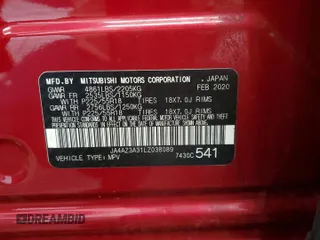 MFD.BY MITSUBISHI MOTORS CORPORATION, JAPAN
GVWR 4861LBS/2205KG FEB 2020
GAWR FR 2535LBS/1150KG
WITH P225/55R18 TIRES 18X7.0J RIMS
GAWR RR 2756LBS/1250KG
WITH P225/55R18 TIRES 18X7.0J RIMS
JA4AZ3A31LZ038089
VEHICLE TYPE: MPV 7430C 541
DREAMBID